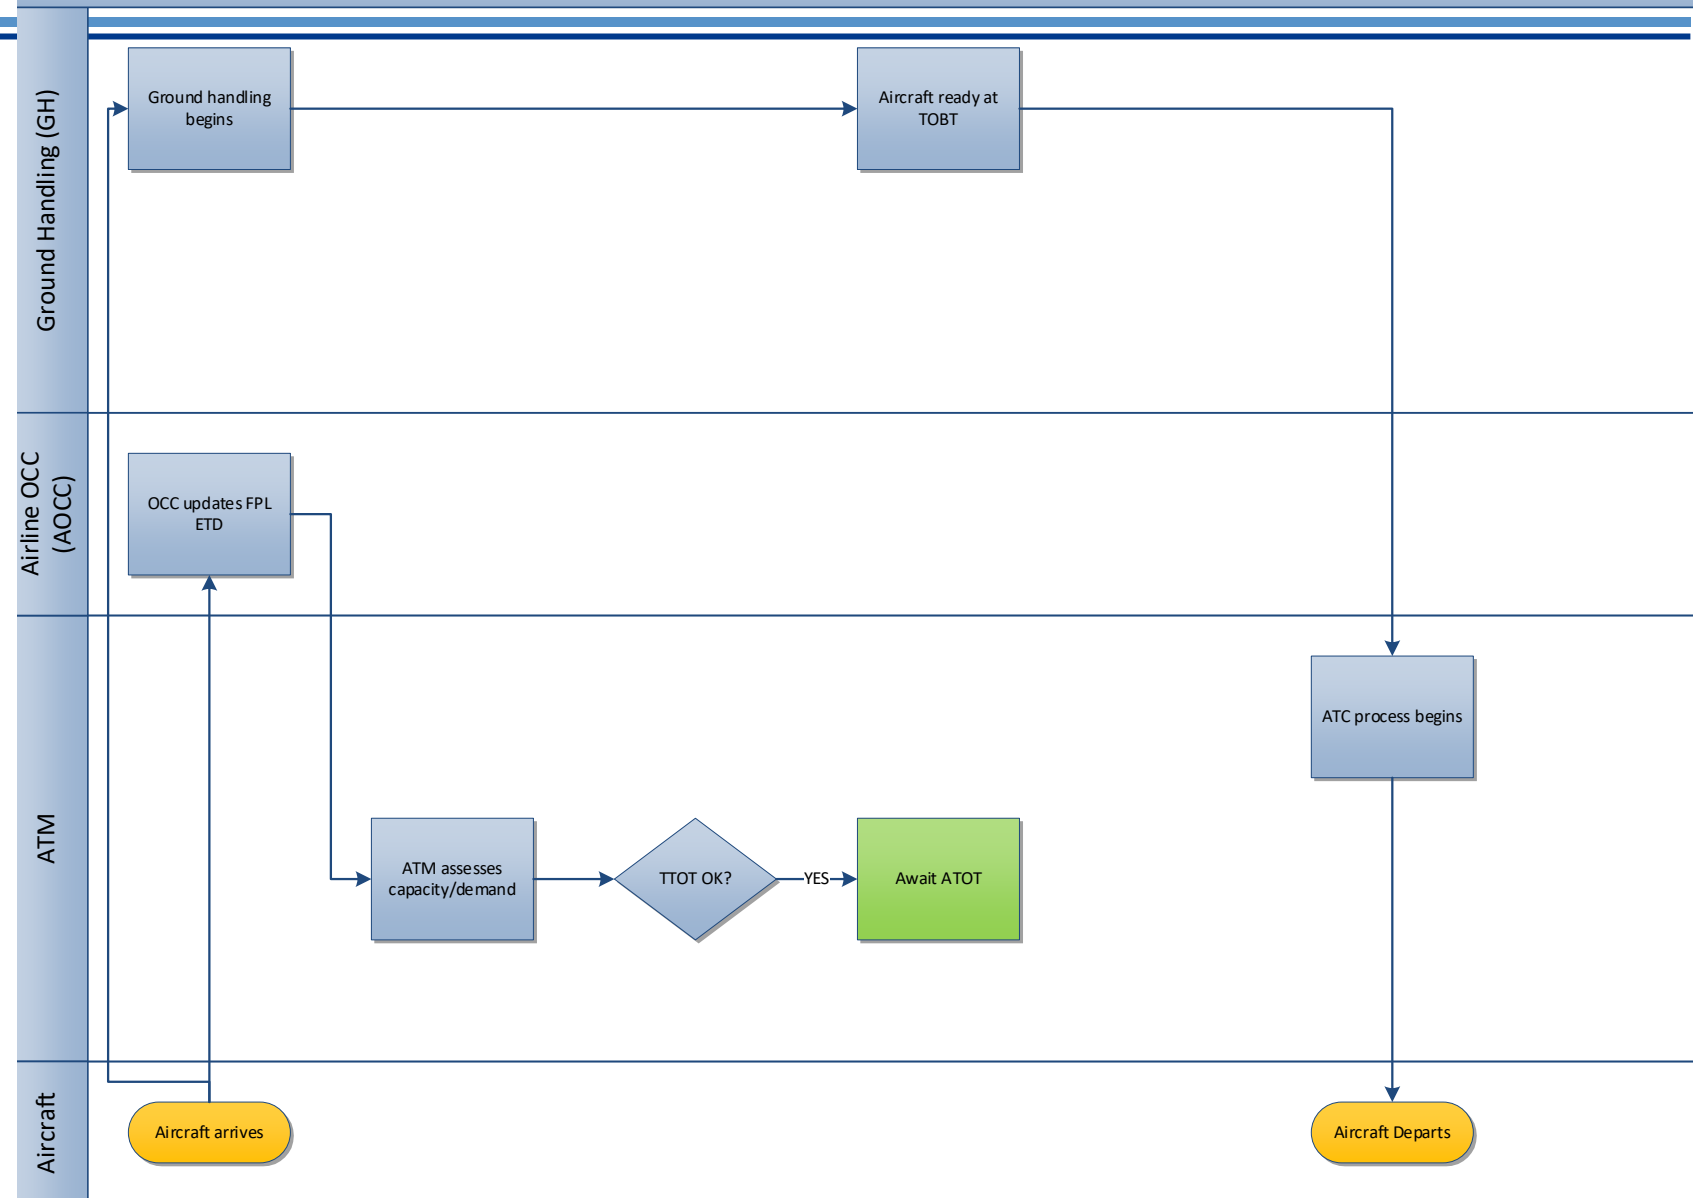 Ground Handling (GH)
Ground handling
begins
Aircraft ready at
TOBT
Airline OCC
(AOCC)
OCC updates FPL
ETD
ATM
ATC process begins
ATM assesses
capacity/demand
TTOT OK?
YES
Await ATOT
Aircraft
Aircraft arrives
Aircraft Departs